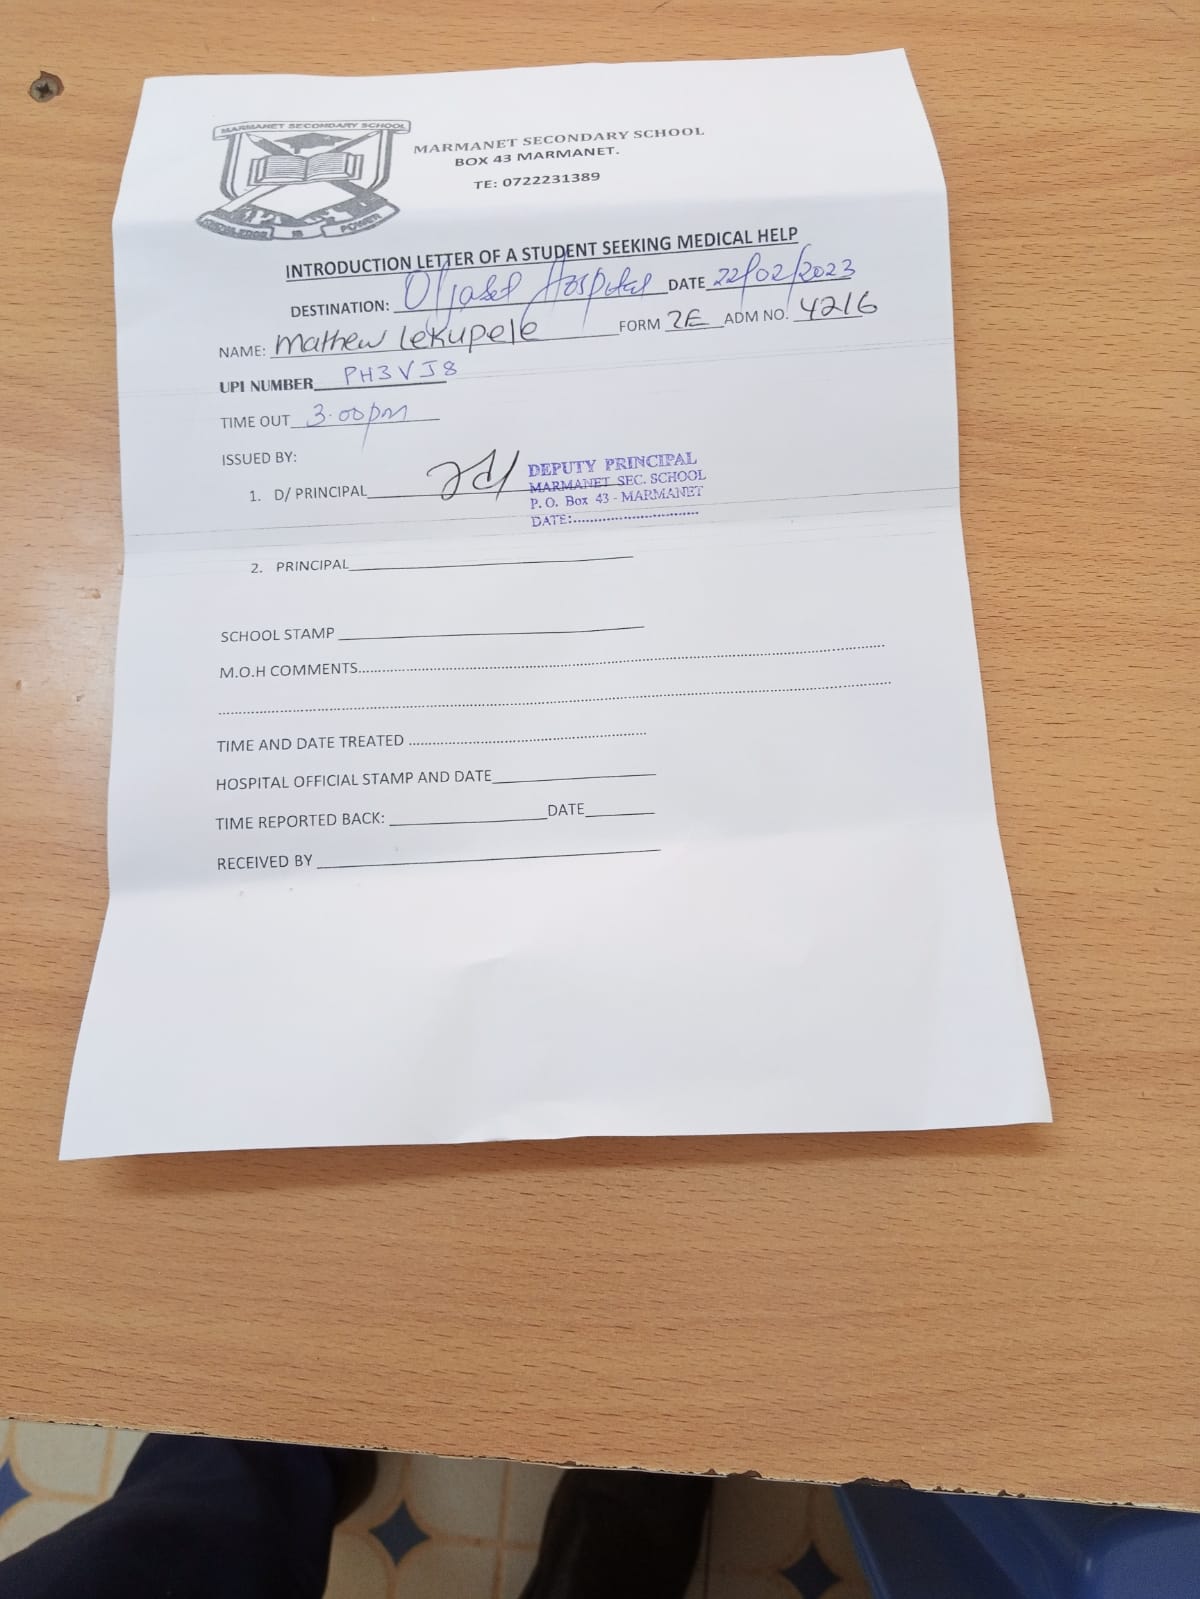 MARMANET SECONDARY SCHOOL
KNOWLEDGE IS POWER
MARMANET SECONDARY SCHOOL
BOX 43 MARMANET.
TE: 0722231389
INTRODUCTION LETTER OF A STUDENT SEEKING MEDICAL HELP
DESTINATION: Oljabet Hospital DATE 22/02/2023
NAME: Mathew Lekupele FORM 2E ADM NO. 4216
UPI NUMBER PH3VJ8
TIME OUT 3.00pm
ISSUED BY:
1. D/ PRINCIPAL
DEPUTY PRINCIPAL
MARMANET SEC. SCHOOL
P. O. Box 43 - MARMANET
DATE:..............................
2. PRINCIPAL
SCHOOL STAMP
M.O.H COMMENTS..............................
TIME AND DATE TREATED ..............................
HOSPITAL OFFICIAL STAMP AND DATE
TIME REPORTED BACK: DATE
RECEIVED BY